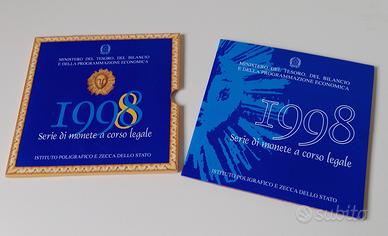 MINISTERO DEL TESORO, DEL BILANCIO
E DELLA PROGRAMMAZIONE ECONOMICA
1998
Serie di monete a corso legale
ISTITUTO POLIGRAFICO E ZECCA DELLO STATO
MINISTERO DEL TESORO, DEL BILANCIO
E DELLA PROGRAMMAZIONE ECONOMICA
1998
Serie di monete a corso legale
ISTITUTO POLIGRAFICO E ZECCA DELLO STATO
subito